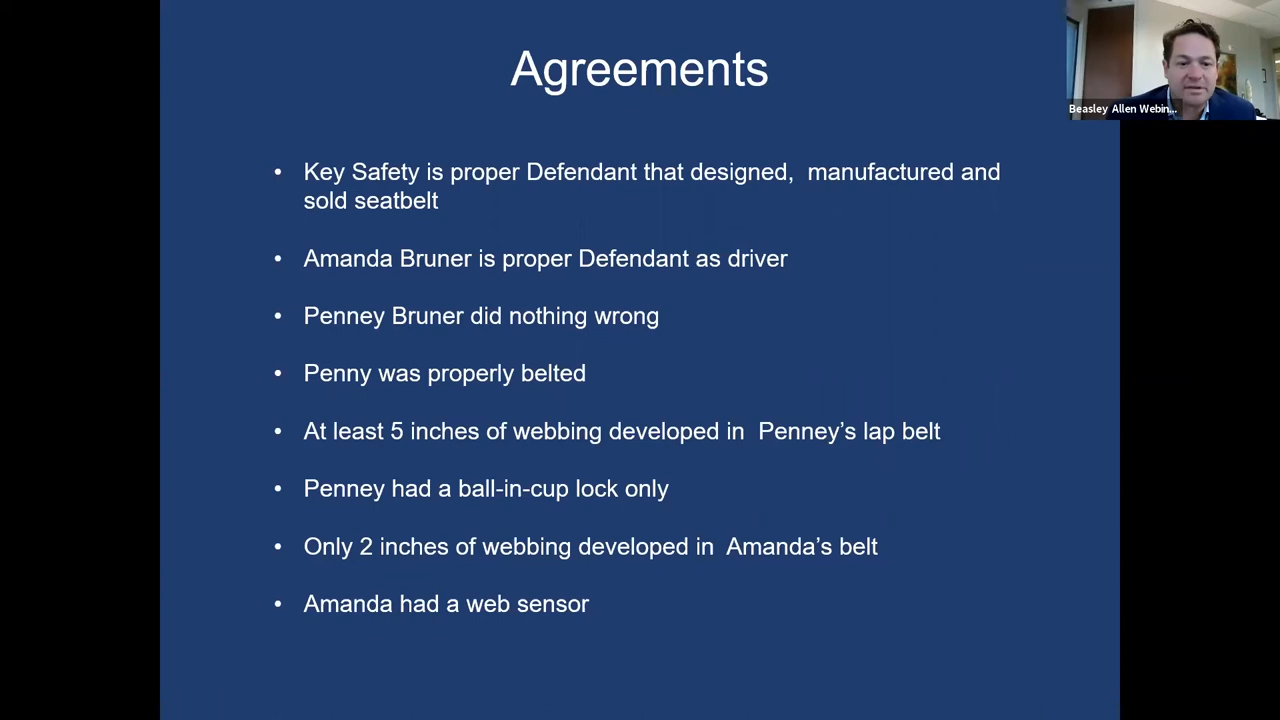 Agreements
Beasley Allen Webin...
• Key Safety is proper Defendant that designed,  manufactured and
sold seatbelt
• Amanda Bruner is proper Defendant as driver
• Penney Bruner did nothing wrong
• Penny was properly belted
• At least 5 inches of webbing developed in  Penney’s lap belt
• Penney had a ball-in-cup lock only
• Only 2 inches of webbing developed in  Amanda’s belt
• Amanda had a web sensor